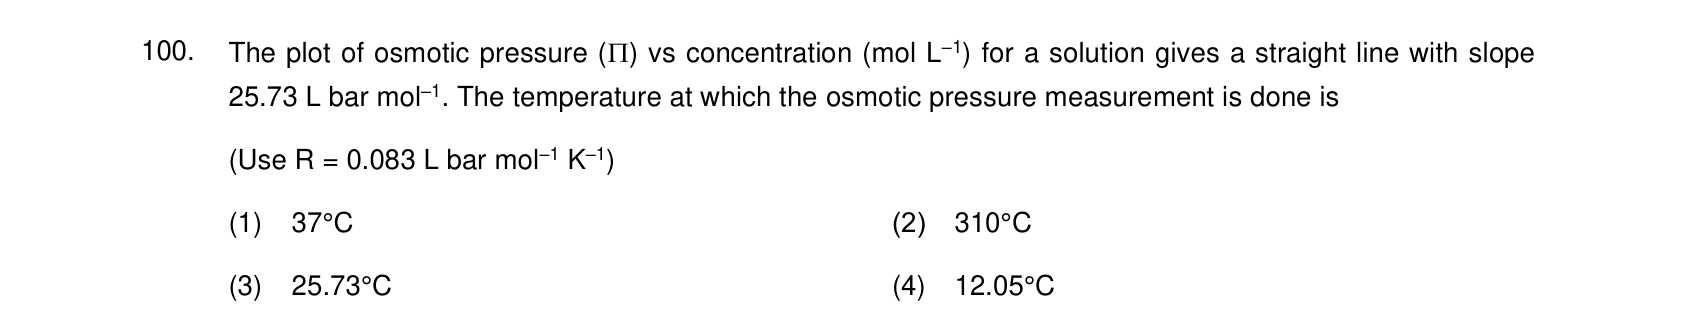 100. The plot of osmotic pressure (Π) vs concentration (mol L⁻¹) for a solution gives a straight line with slope
25.73 L bar mol⁻¹. The temperature at which the osmotic pressure measurement is done is
(Use R = 0.083 L bar mol⁻¹ K⁻¹)
(1) 37°C (2) 310°C
(3) 25.73°C (4) 12.05°C